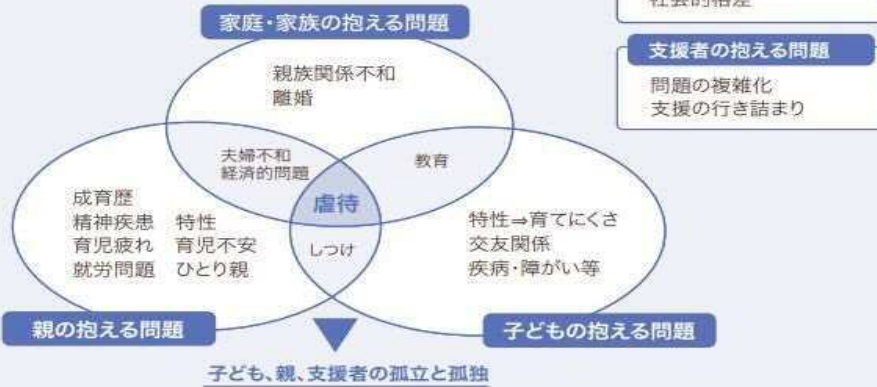 家庭・家族の抱える問題
親族関係不和
離婚
夫婦不和
経済的問題
教育
虐待
しつけ
成育歴
精神疾患 特性
育児疲れ 育児不安
就労問題 ひとり親
特性⇒育てにくさ
交友関係
疾病・障がい等
親の抱える問題
子どもの抱える問題
子ども、親、支援者の孤立と孤独
社会的格差
支援者の抱える問題
問題の複雑化
支援の行き詰まり